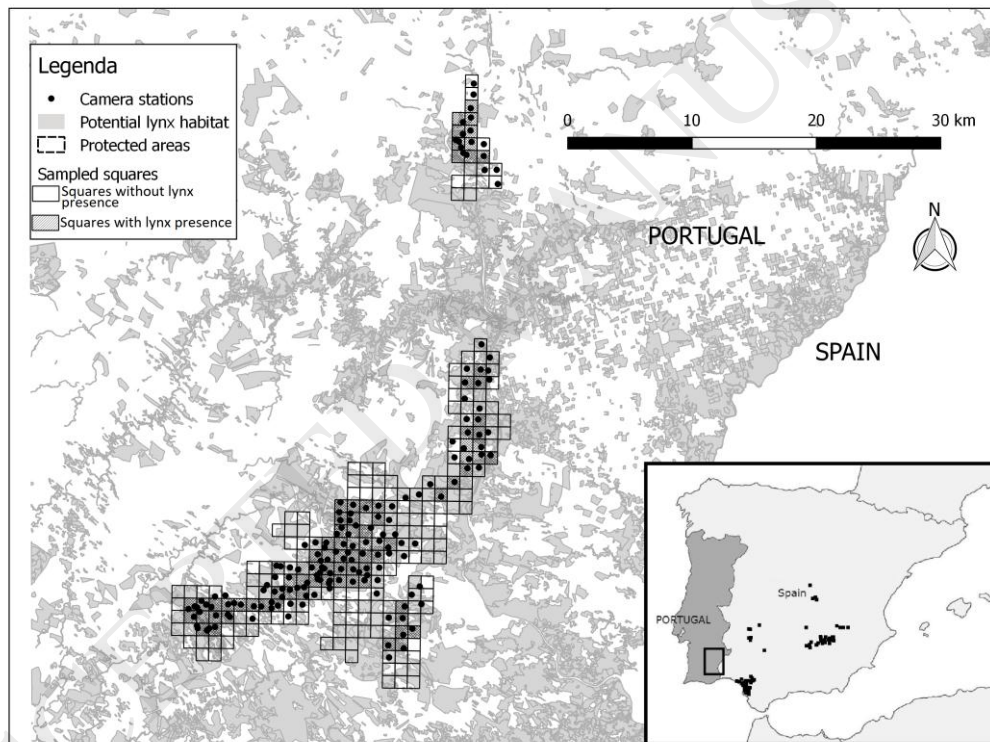 Legenda
Camera stations
Potential lynx habitat
Protected areas
Sampled squares
Squares without lynx
presence
Squares with lynx presence
0 10 20 30 km
PORTUGAL
N
SPAIN
Spain
PORTUGAL